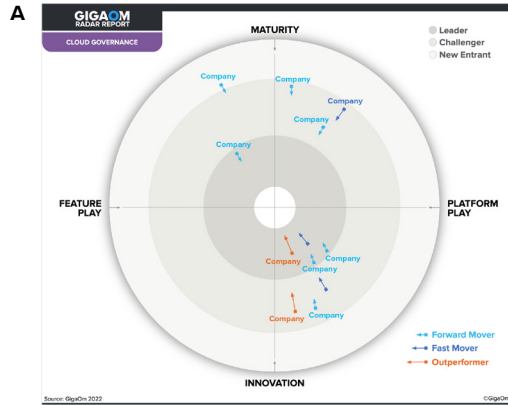 A
GIGAOM
RADAR REPORT
CLOUD GOVERNANCE
MATURITY
Leader
Challenger
New Entrant
Company
Company
Company
Company
Company
FEATURE
PLAY
PLATFORM
PLAY
Company
Company
Company
Company
Company
Forward Mover
Fast Mover
Outperformer
INNOVATION
Source: GigaOm 2022
©GigaOm